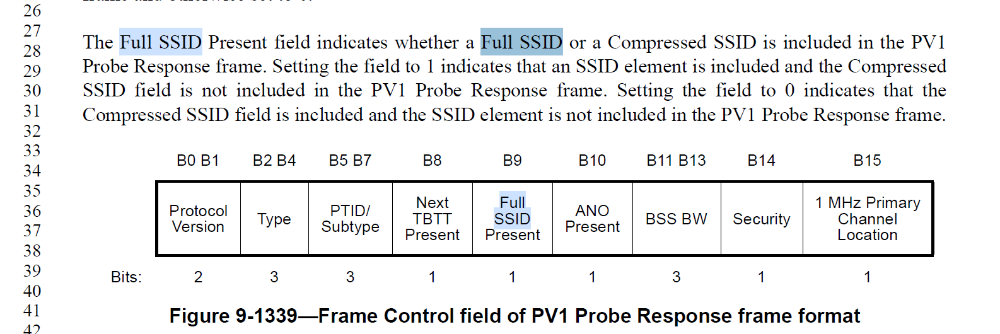 26
27
The Full SSID Present field indicates whether a Full SSID or a Compressed SSID is included in the PV1
28
Probe Response frame. Setting the field to 1 indicates that an SSID element is included and the Compressed
29
30
SSID field is not included in the PV1 Probe Response frame. Setting the field to 0 indicates that the
31
Compressed SSID field is included and the SSID element is not included in the PV1 Probe Response frame.
32
33
B0 B1 B2 B4 B5 B7 B8 B9 B10 B11 B13 B14 B15
34
35
36
37
38
Protocol
Version
Type
PTID/
Subtype
Next
TBTT
Present
Full
SSID
Present
ANO
Present
BSS BW
Security
1 MHz Primary
Channel
Location
39
Bits: 2 3 3 1 1 1 3 1 1
40
41
Figure 9-1339—Frame Control field of PV1 Probe Response frame format
42